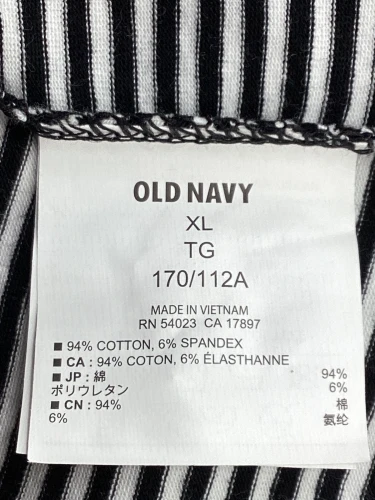 OLD NAVY
XL
TG
170/112A
MADE IN VIETNAM
RN 54023 CA 17897
■ 94% COTTON, 6% SPANDEX
■ CA : 94% COTON, 6% ÉLASTHANNE
■ JP : 綿 94%
ポリウレタン 6%
■ CN : 94% 棉
6% 氨纶